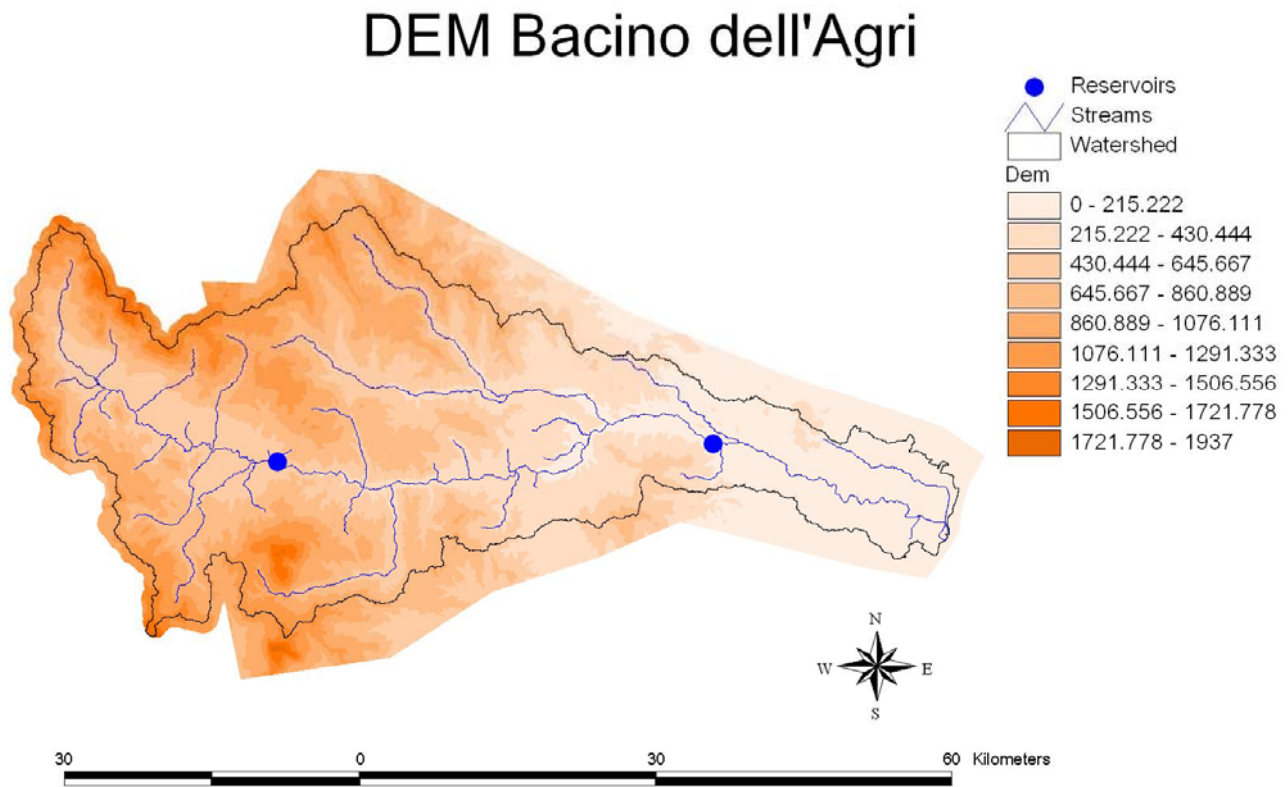 DEM Bacino dell'Agri
Reservoirs
Streams
Watershed
Dem
0 - 215.222
215.222 - 430.444
430.444 - 645.667
645.667 - 860.889
860.889 - 1076.111
1076.111 - 1291.333
1291.333 - 1506.556
1506.556 - 1721.778
1721.778 - 1937
N
W E
S
30 0 30 60 Kilometers